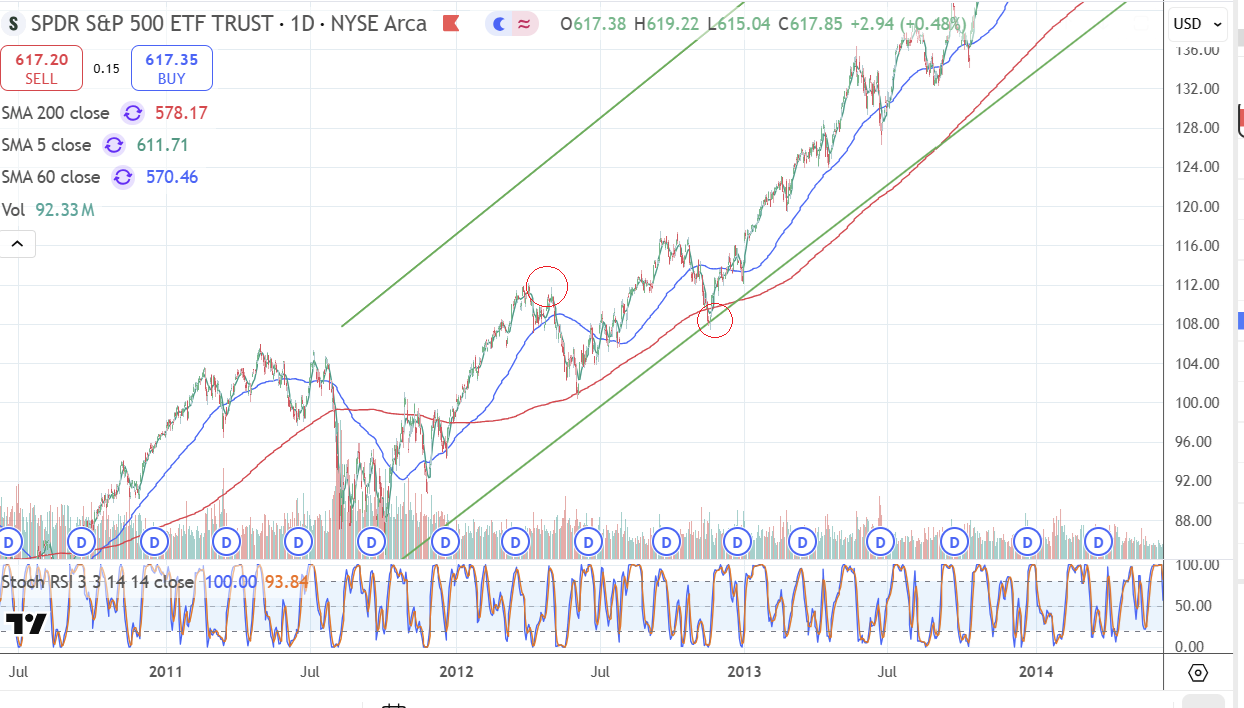 S SPDR S&P 500 ETF TRUST · 1D · NYSE Arca O617.38 H619.22 L615.04 C617.85 +2.94 (+0.48%) USD
617.20 SELL 0.15 617.35 BUY
SMA 200 close 578.17
SMA 5 close 611.71
SMA 60 close 570.46
Vol 92.33M
136.00
132.00
128.00
124.00
120.00
116.00
112.00
108.00
104.00
100.00
96.00
92.00
88.00
D D D D D D D D D D D D D D D D
Stoch RSI 3 3 14 14 close 100.00 93.84
100.00
50.00
0.00
Jul 2011 Jul 2012 Jul 2013 Jul 2014